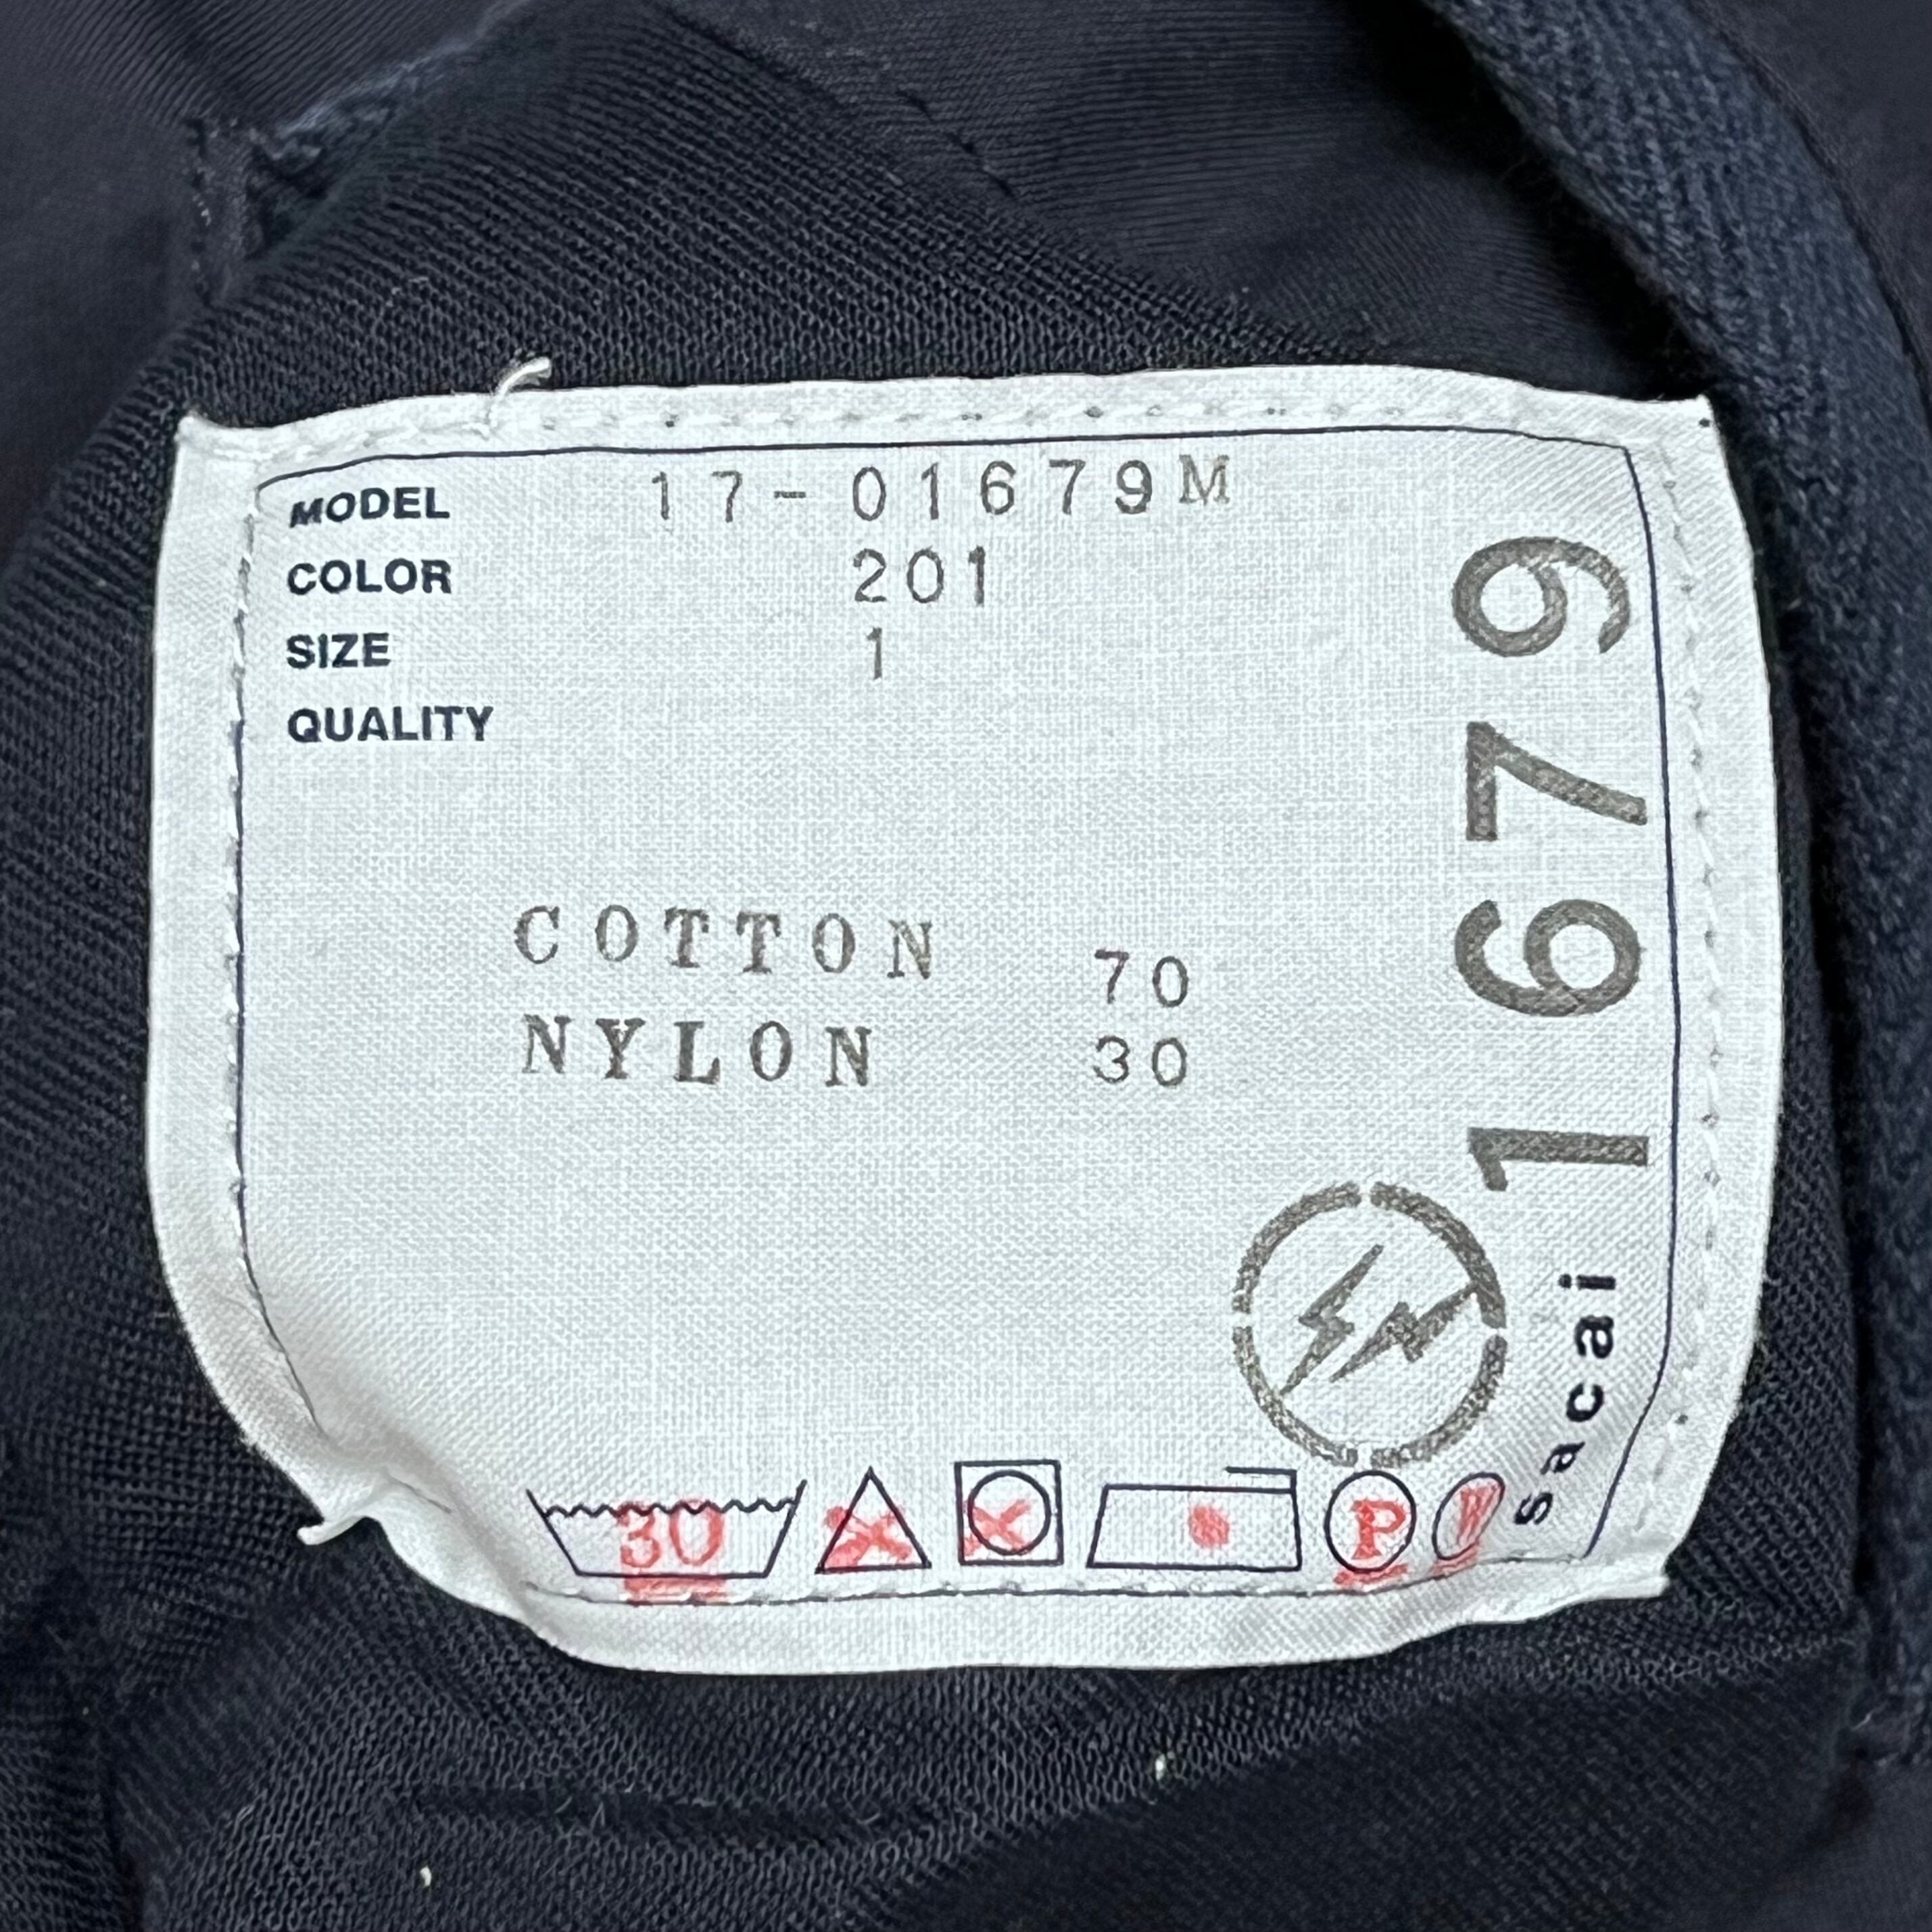 MODEL 17-01679M
COLOR 201
SIZE 1
QUALITY
COTTON 70
NYLON 30
1679
sacai
30
P
W